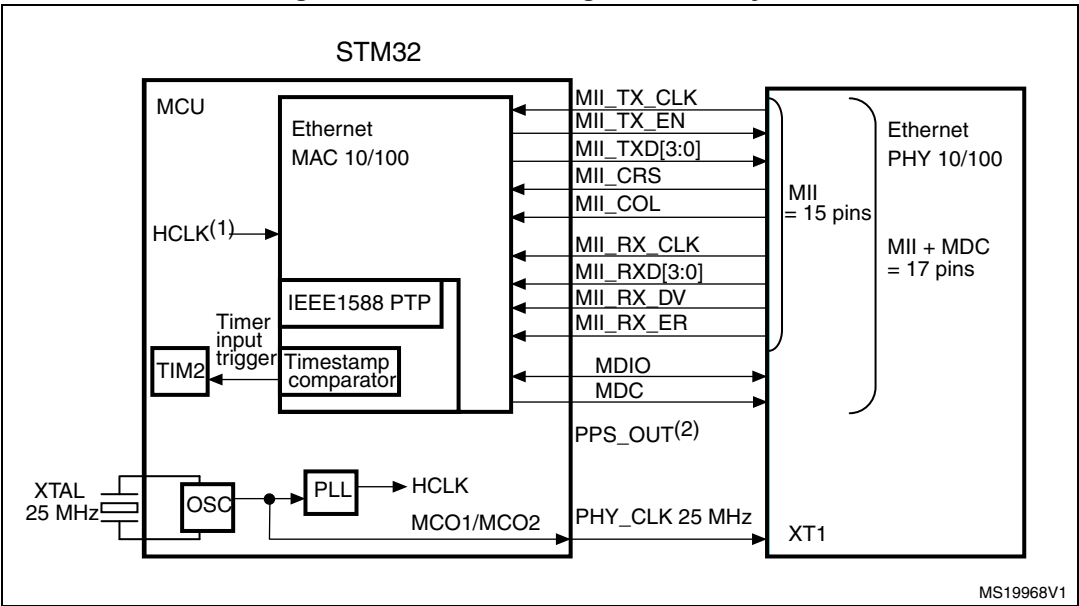 STM32
MCU
Ethernet
MAC 10/100
HCLK(1)
IEEE1588 PTP
Timer
input
trigger
TIM2
Timestamp
comparator
XTAL
25 MHz
OSC
PLL
HCLK
MCO1/MCO2
MII_TX_CLK
MII_TX_EN
MII_TXD[3:0]
MII_CRS
MII_COL
MII_RX_CLK
MII_RXD[3:0]
MII_RX_DV
MII_RX_ER
MDIO
MDC
PPS_OUT(2)
PHY_CLK 25 MHz
MII
= 15 pins
Ethernet
PHY 10/100
MII + MDC
= 17 pins
XT1
MS19968V1